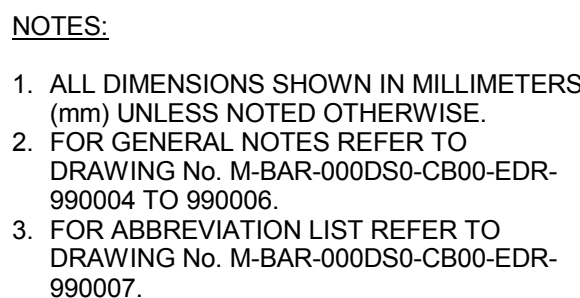 NOTES:
1. ALL DIMENSIONS SHOWN IN MILLIMETERS
(mm) UNLESS NOTED OTHERWISE.
2. FOR GENERAL NOTES REFER TO
DRAWING No. M-BAR-000DS0-CB00-EDR-
990004 TO 990006.
3. FOR ABBREVIATION LIST REFER TO
DRAWING No. M-BAR-000DS0-CB00-EDR-
990007.